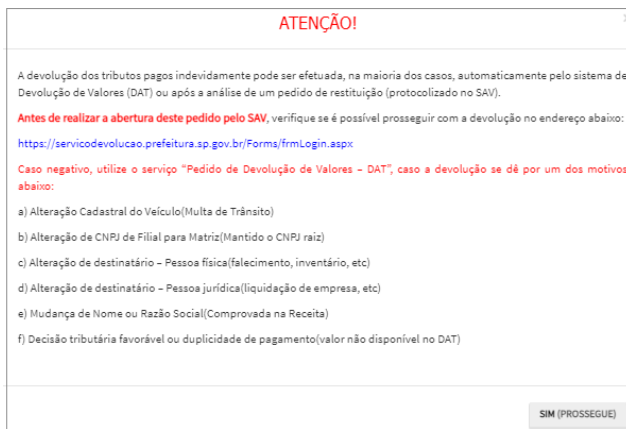 ATENÇÃO!
A devolução dos tributos pagos indevidamente pode ser efetuada, na maioria dos casos, automaticamente pelo sistema de
Devolução de Valores (DAT) ou após a análise de um pedido de restituição (protocolizado no SAV).
Antes de realizar a abertura deste pedido pelo SAV, verifique se é possível prosseguir com a devolução no endereço abaixo:
https://servicodevolucao.prefeitura.sp.gov.br/Forms/frmLogin.aspx
Caso negativo, utilize o serviço “Pedido de Devolução de Valores – DAT”, caso a devolução se dê por um dos motivos
abaixo:
a) Alteração Cadastral do Veículo(Multa de Trânsito)
b) Alteração de CNPJ de Filial para Matriz(Mantido o CNPJ raiz)
c) Alteração de destinatário – Pessoa física(falecimento, inventário, etc)
d) Alteração de destinatário – Pessoa jurídica(liquidação de empresa, etc)
e) Mudança de Nome ou Razão Social(Comprovada na Receita)
f) Decisão tributária favorável ou duplicidade de pagamento(valor não disponível no DAT)
SIM (PROSSEGUE)